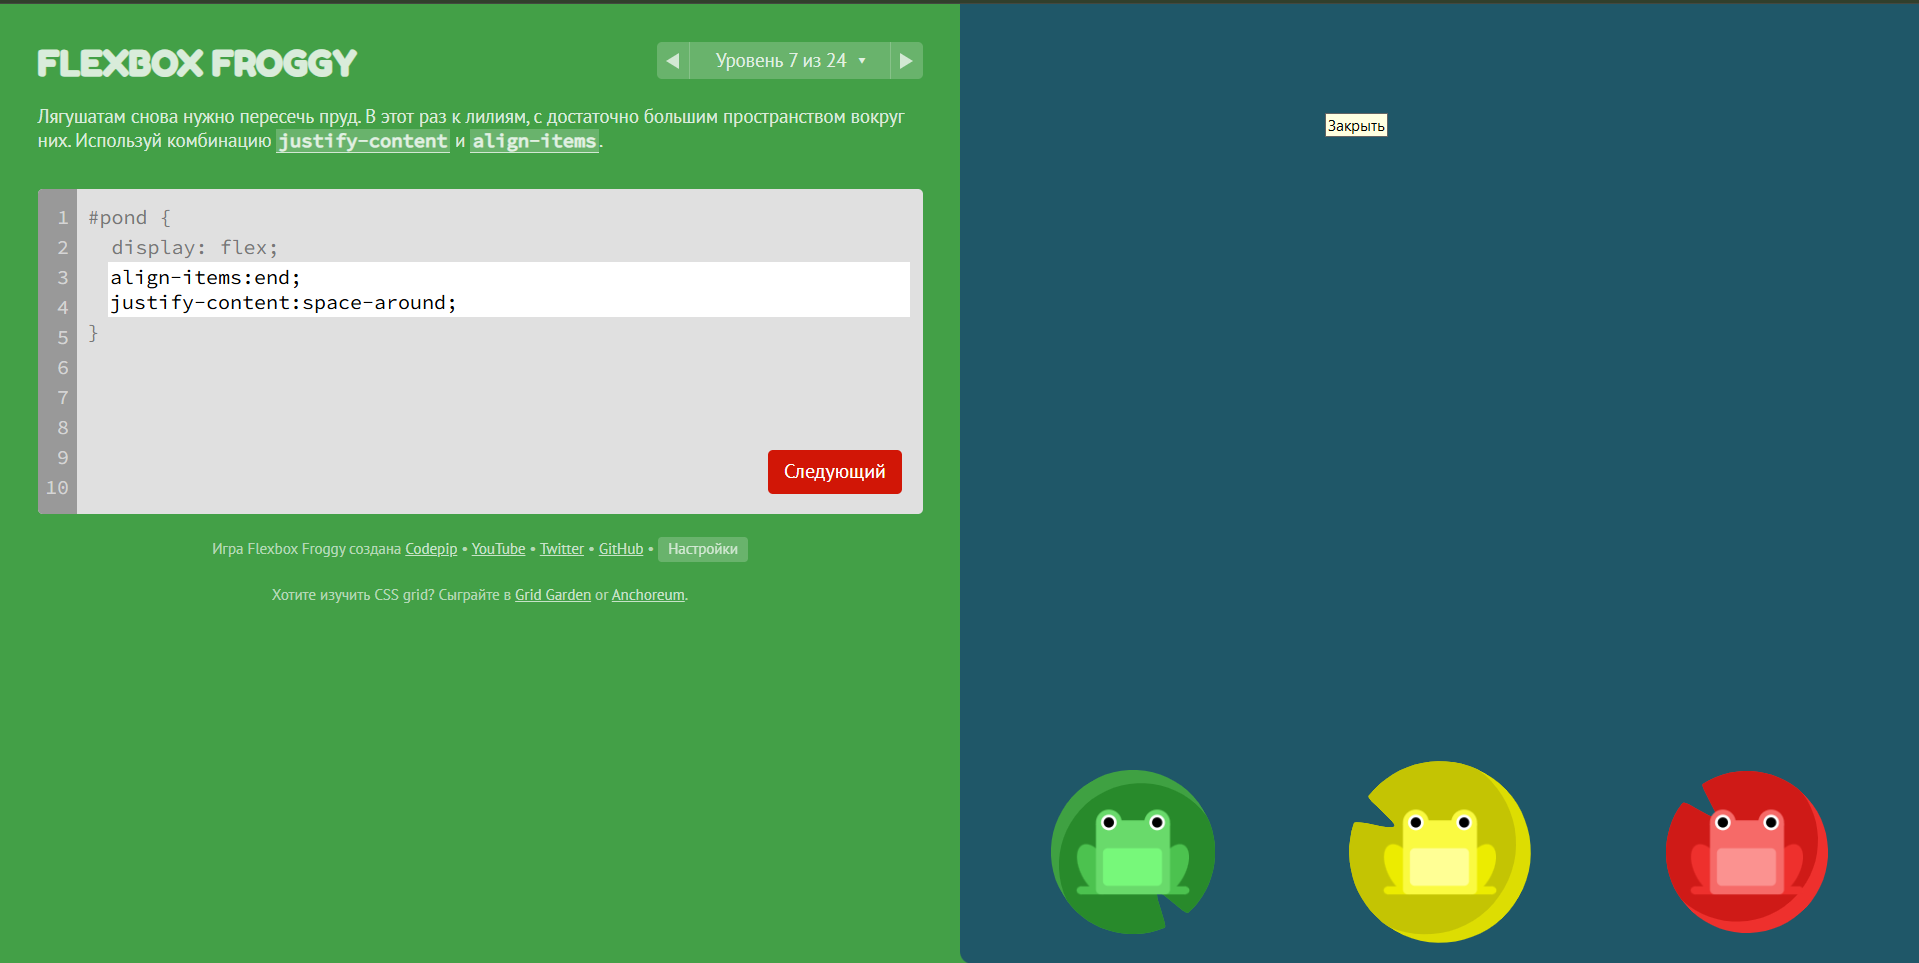 FLEXBOX FROGGY
Уровень 7 из 24
Лягушатам снова нужно пересечь пруд. В этот раз к лилиям, с достаточно большим пространством вокруг
них. Используй комбинацию justify-content и align-items.
1 #pond {
2 display: flex;
3 align-items:end;
4 justify-content:space-around;
5 }
6
7
8
9
10
Следующий
Игра Flexbox Froggy создана Codepip • YouTube • Twitter • GitHub • Настройки
Хотите изучить CSS grid? Сыграйте в Grid Garden or Anchoreum.
Закрыть